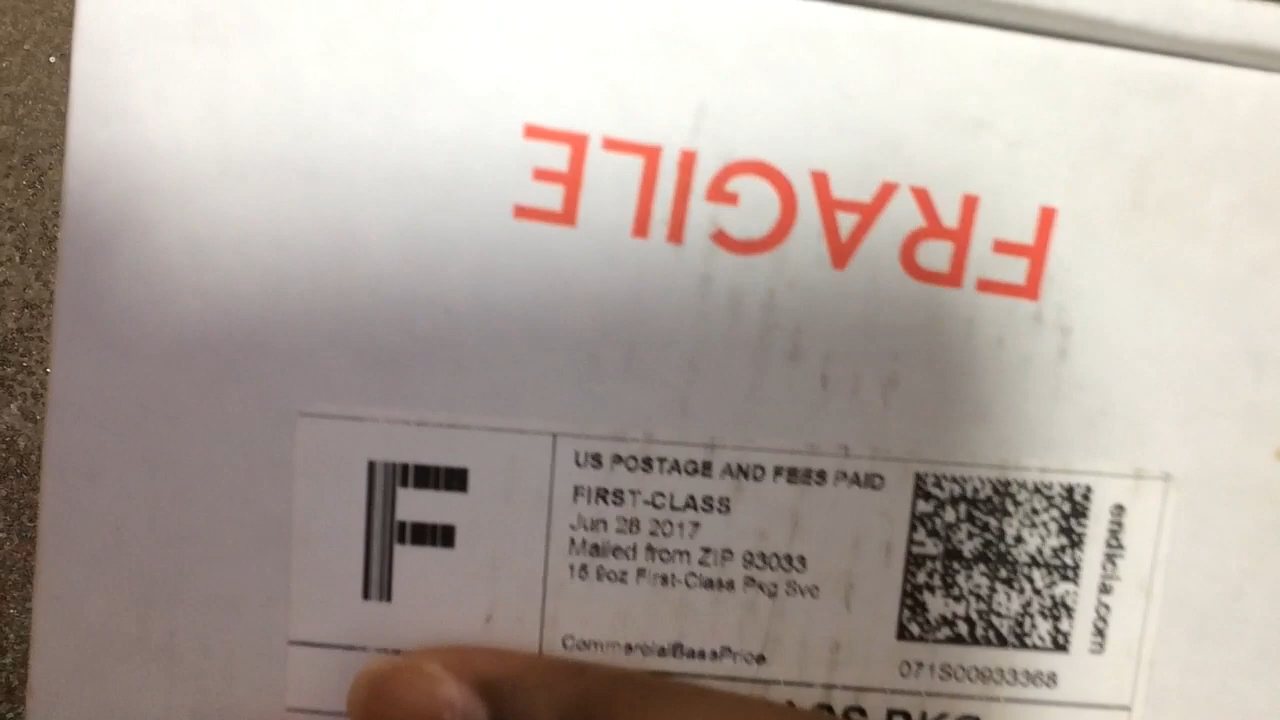 FRAGILE
F
US POSTAGE AND FEES PAID
FIRST-CLASS
Jun 28 2017
Mailed from ZIP 93033
15.9oz First-Class Pkg Svc
CommercialBasePrice
endicia.com
071S00933368